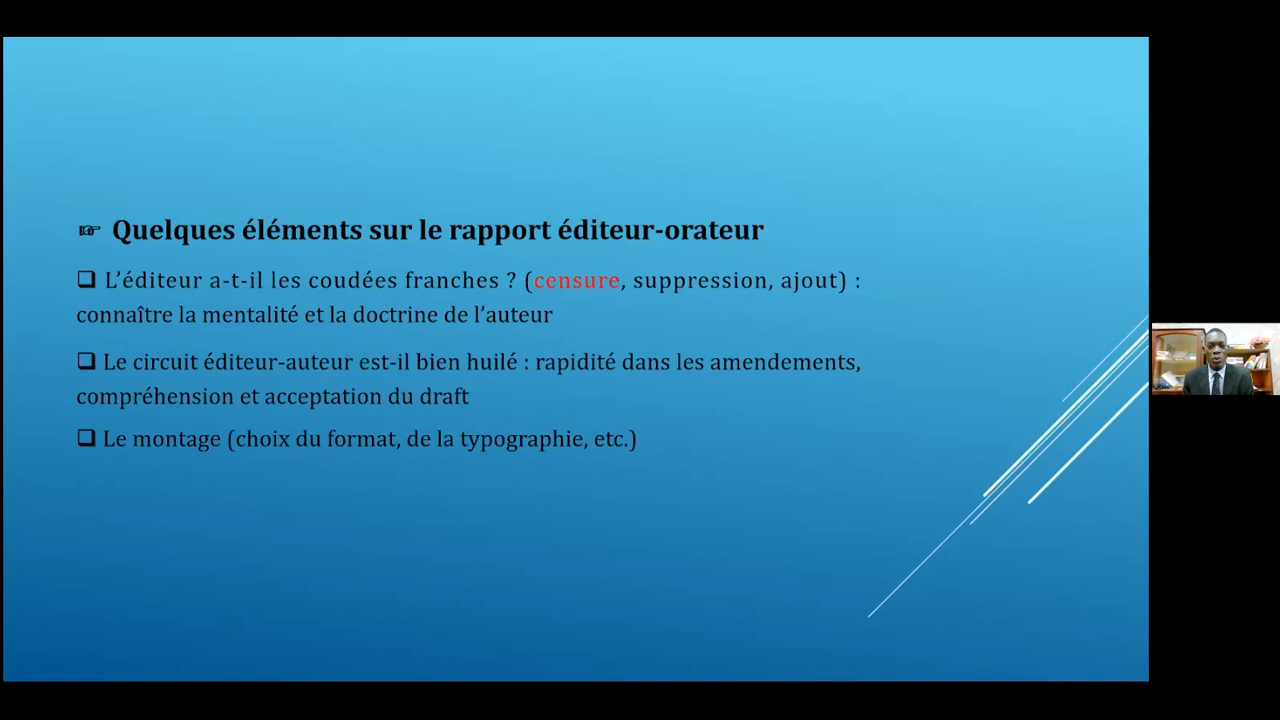 ☞ Quelques éléments sur le rapport éditeur-orateur
❑ L’éditeur a-t-il les coudées franches ? (censure, suppression, ajout) :
connaître la mentalité et la doctrine de l’auteur
❑ Le circuit éditeur-auteur est-il bien huilé : rapidité dans les amendements,
compréhension et acceptation du draft
❑ Le montage (choix du format, de la typographie, etc.)